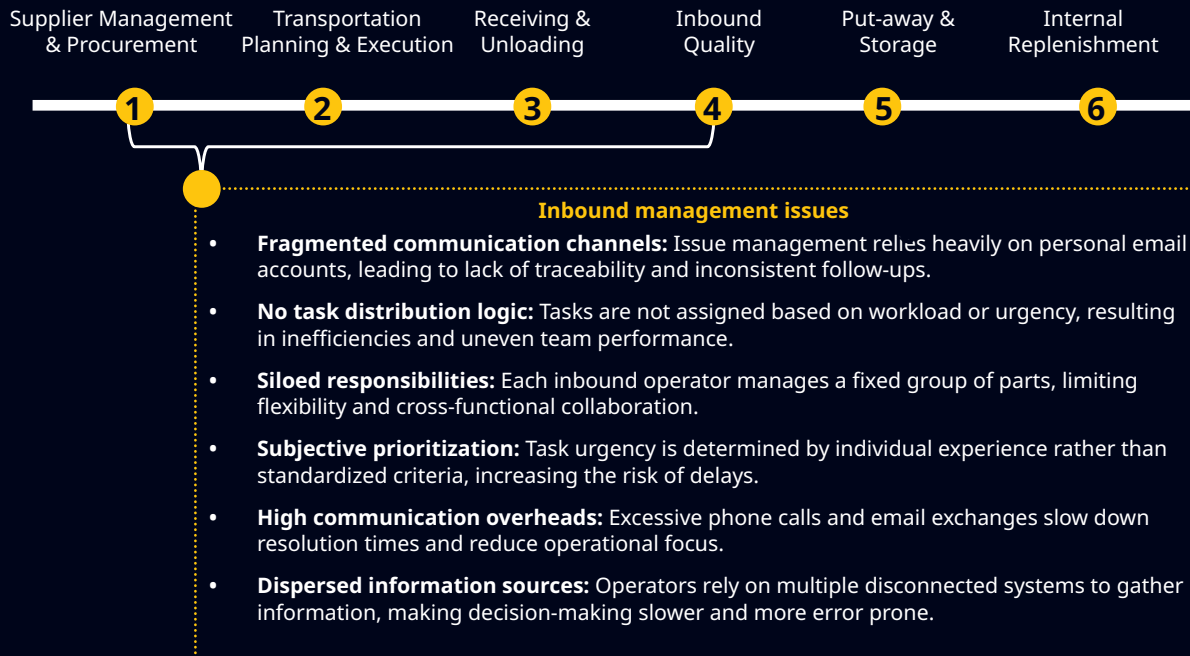 Supplier Management
& Procurement
Transportation
Planning & Execution
Receiving &
Unloading
Inbound
Quality
Put-away &
Storage
Internal
Replenishment
1
2
3
4
5
6
Inbound management issues
• Fragmented communication channels: Issue management relies heavily on personal email
accounts, leading to lack of traceability and inconsistent follow-ups.
• No task distribution logic: Tasks are not assigned based on workload or urgency, resulting
in inefficiencies and uneven team performance.
• Siloed responsibilities: Each inbound operator manages a fixed group of parts, limiting
flexibility and cross-functional collaboration.
• Subjective prioritization: Task urgency is determined by individual experience rather than
standardized criteria, increasing the risk of delays.
• High communication overheads: Excessive phone calls and email exchanges slow down
resolution times and reduce operational focus.
• Dispersed information sources: Operators rely on multiple disconnected systems to gather
information, making decision-making slower and more error prone.